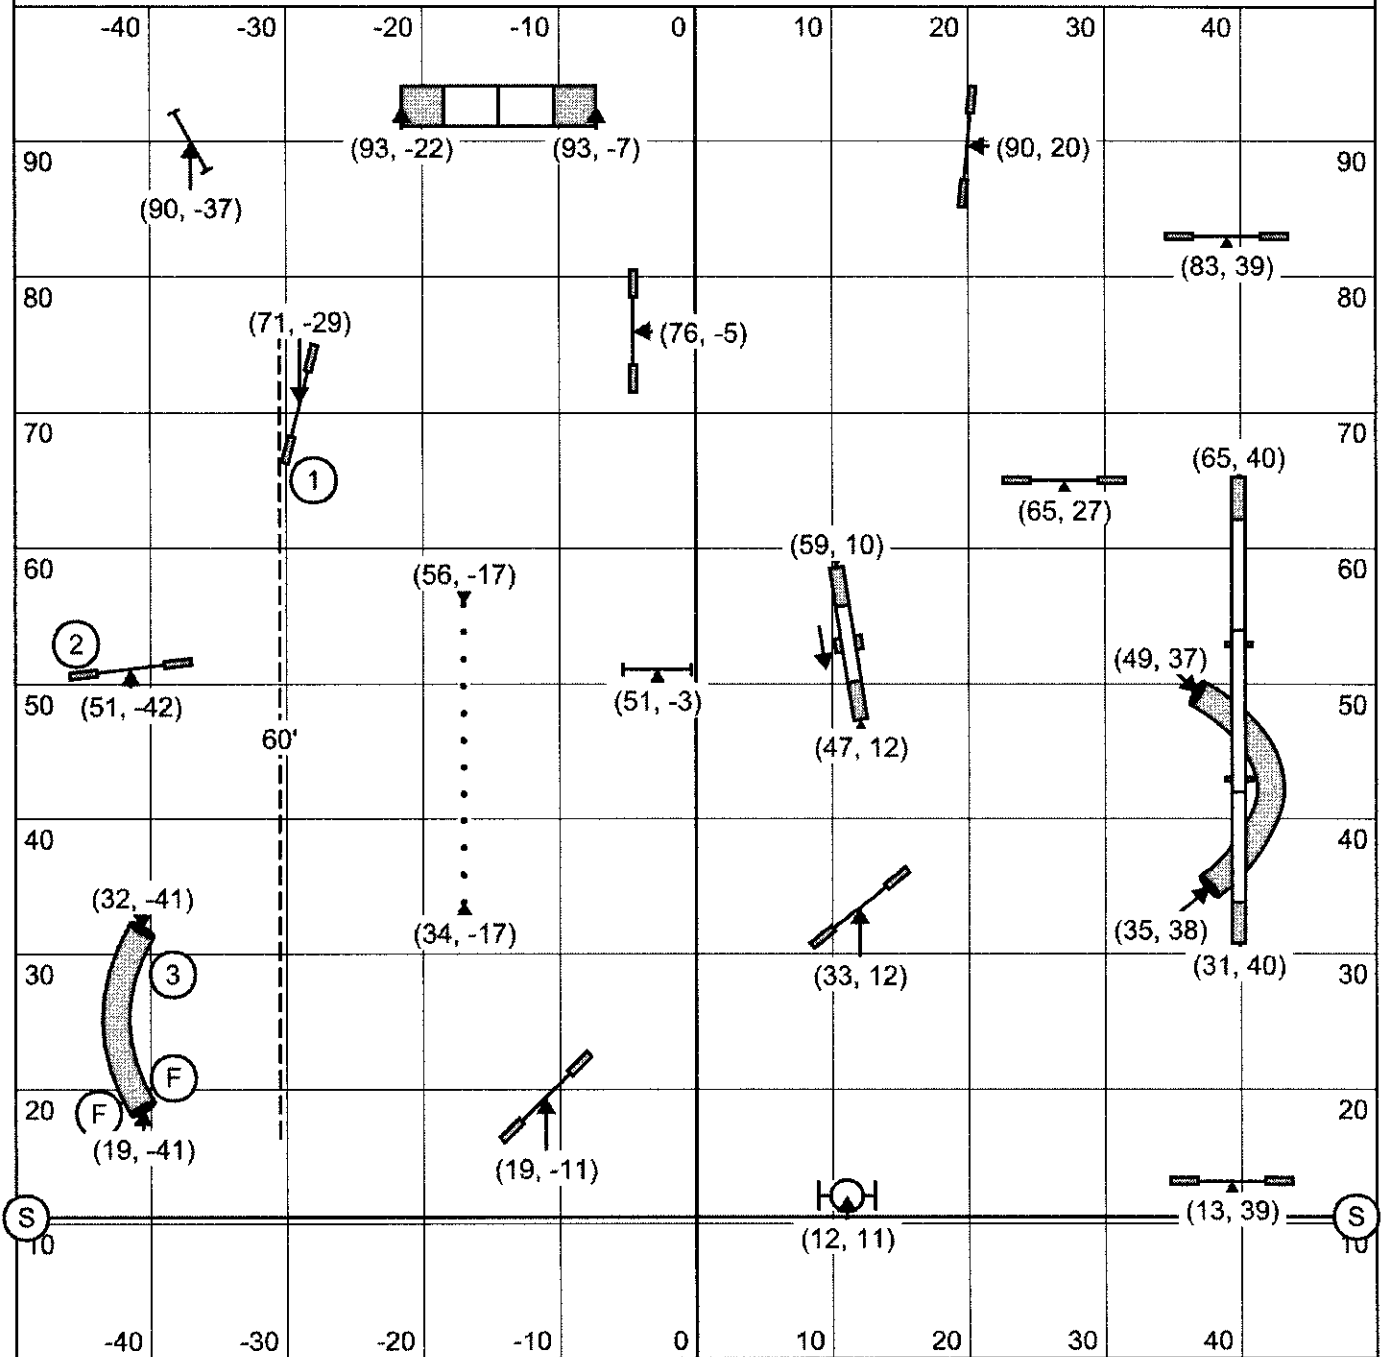 -40 -30 -20 -10 0 10 20 30 40
(93, -22) (93, -7) (90, 20)
90 90
(90, -37)
(83, 39)
80 80
(71, -29) (76, -5)
70 70
(65, 40)
1 (65, 27)
(59, 10)
60 (56, -17) 60
2 (49, 37)
50 (51, -42) (51, -3) 50
60' (47, 12)
40 40
(32, -41)
(34, -17) (35, 38)
30 3 (33, 12) (31, 40) 30
F
20 F 20
(19, -41)
(19, -11)
S (13, 39) S
10 (12, 11) 10
-40 -30 -20 -10 0 10 20 30 40